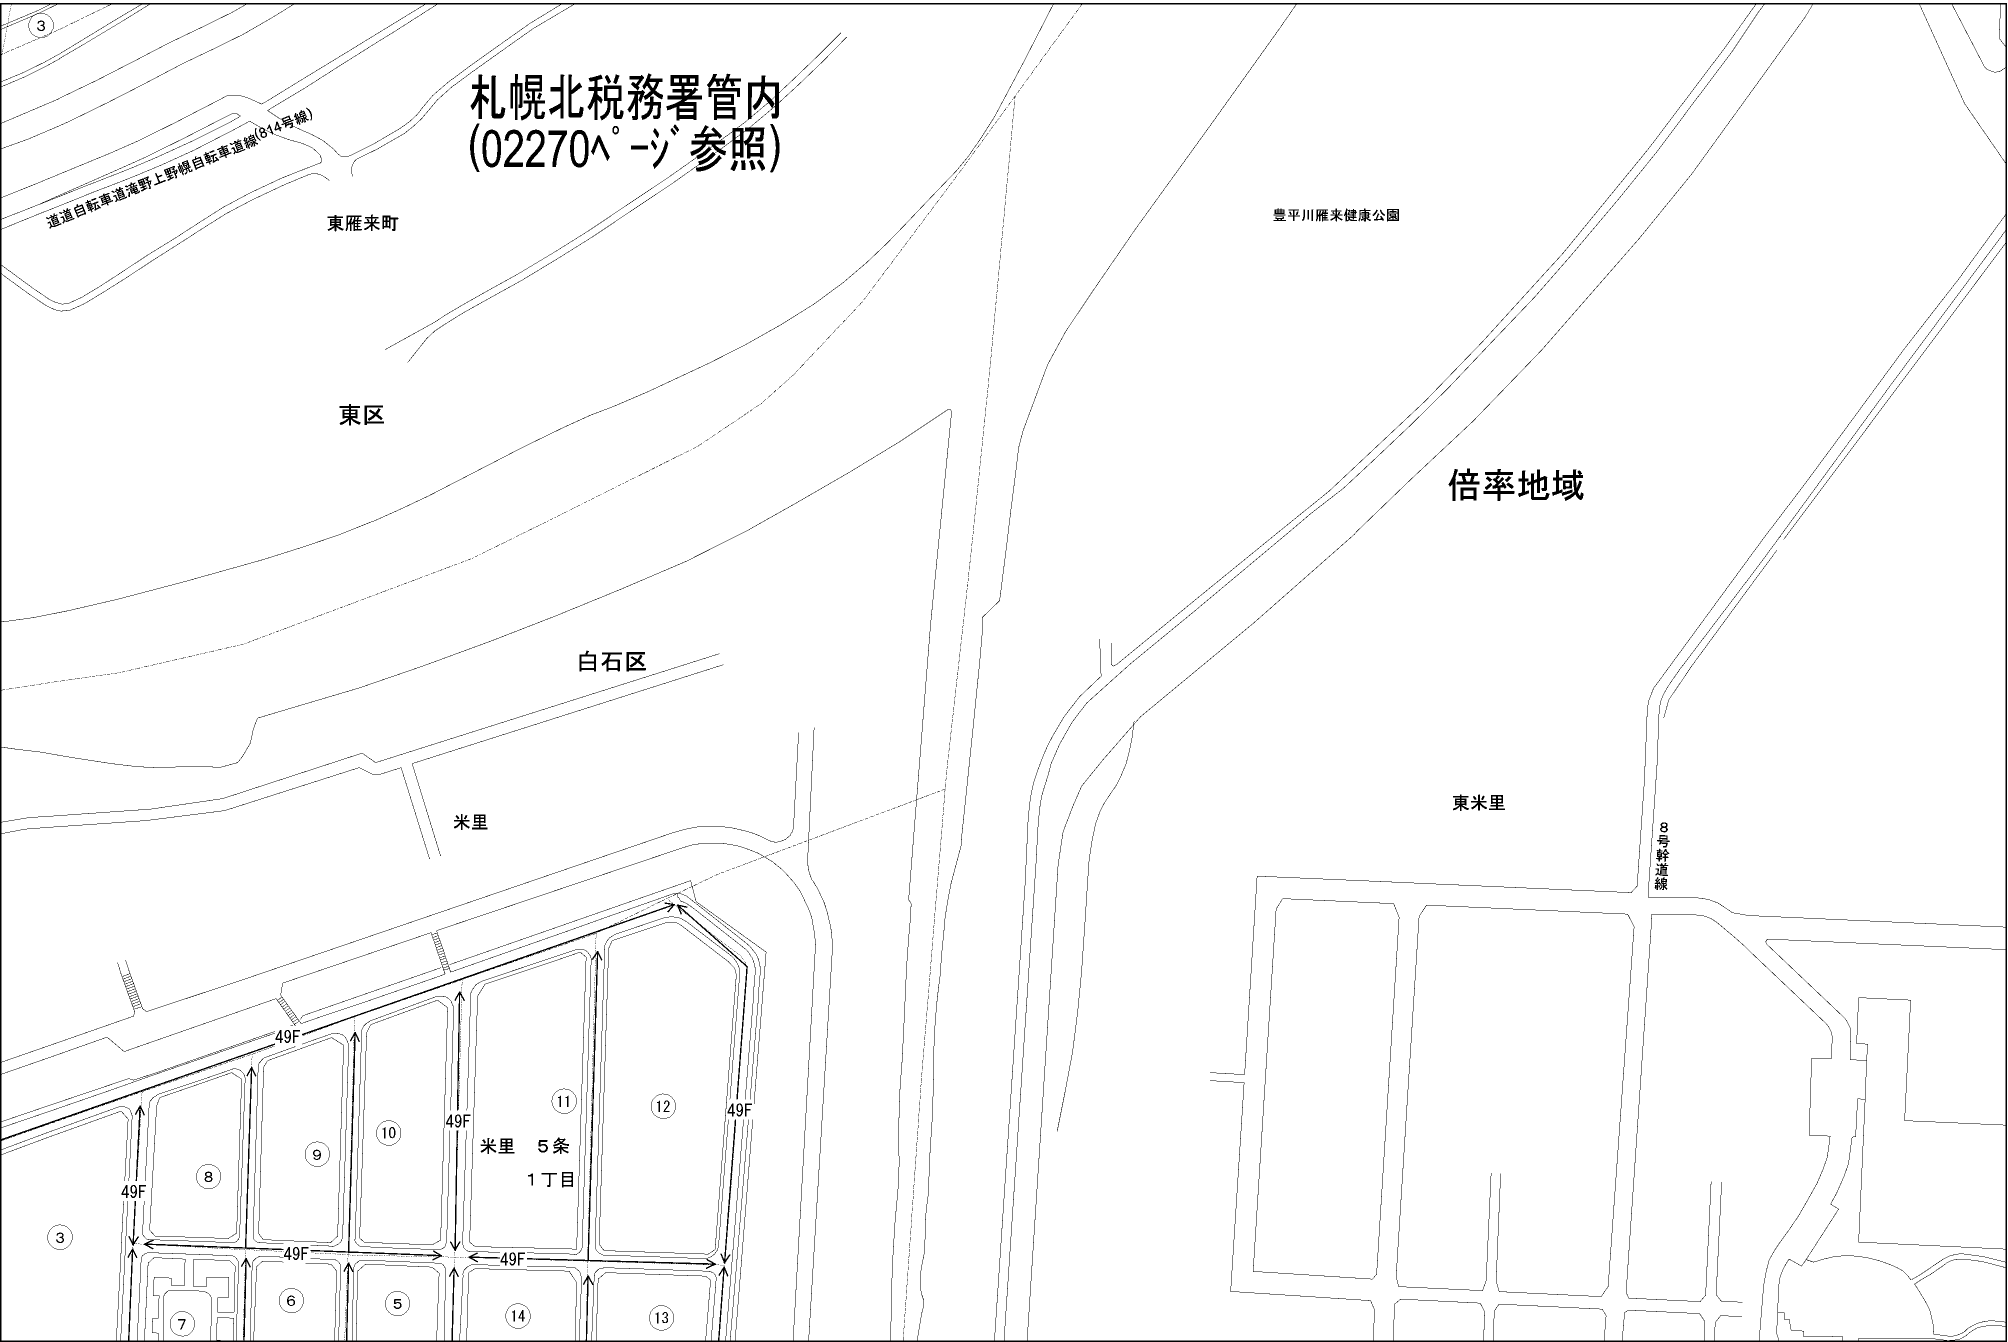 ③
札幌北税務署管内
(02270ﾍﾟｰｼﾞ参照)
道道自転車道滝野上野幌自転車道線(814号線)
東雁来町
豊平川雁来健康公園
東区
倍率地域
白石区
東米里
米里
8号幹道線
49F
⑪
⑫
49F
49F
⑩
米里 5条
1丁目
⑨
⑧
49F
③
49F
49F
⑥
⑤
⑭
⑬
⑦